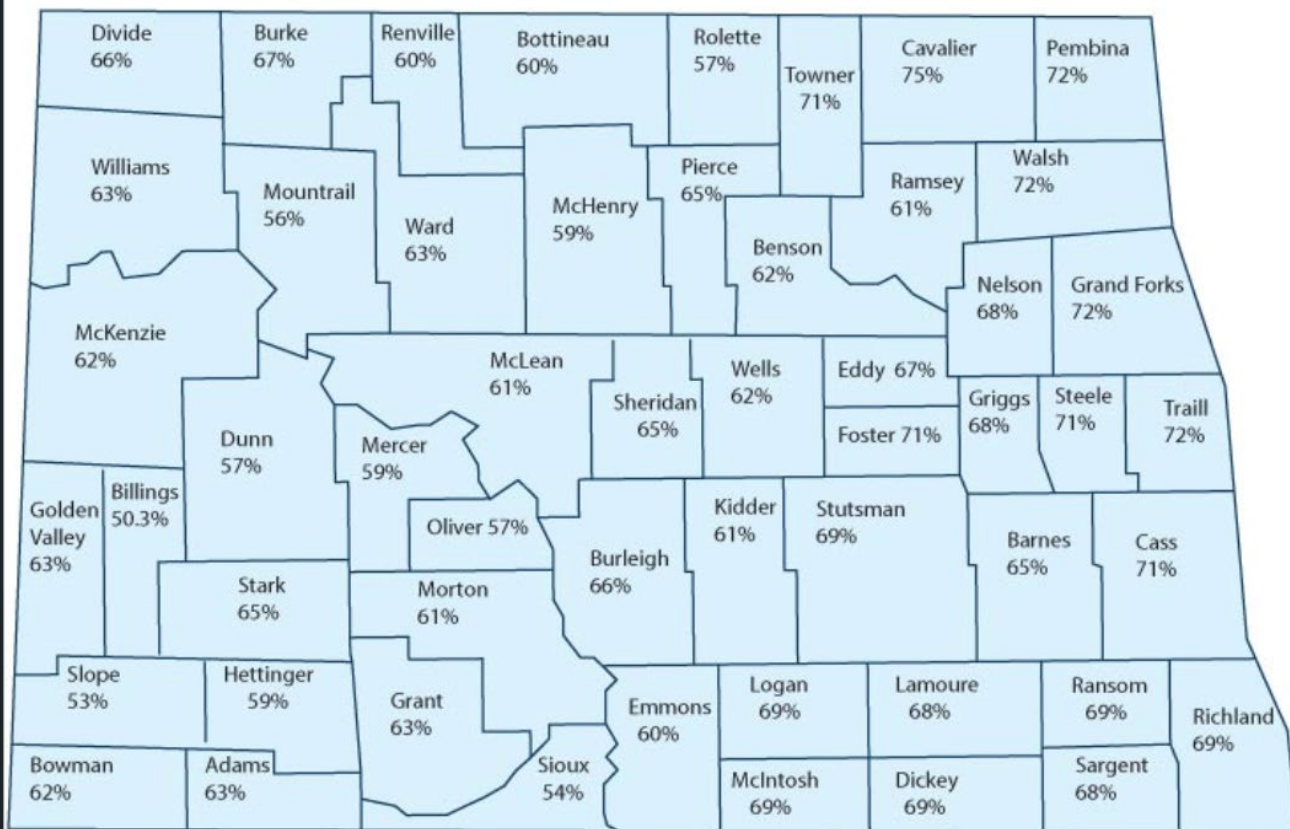 Divide
66%
Burke
67%
Renville
60%
Bottineau
60%
Rolette
57%
Towner
71%
Cavalier
75%
Pembina
72%
Williams
63%
Mountrail
56%
Ward
63%
McHenry
59%
Pierce
65%
Benson
62%
Ramsey
61%
Walsh
72%
Nelson
68%
Grand Forks
72%
McKenzie
62%
McLean
61%
Sheridan
65%
Wells
62%
Eddy 67%
Foster 71%
Griggs
68%
Steele
71%
Traill
72%
Dunn
57%
Mercer
59%
Oliver 57%
Golden
Valley
63%
Billings
50.3%
Stark
65%
Morton
61%
Burleigh
66%
Kidder
61%
Stutsman
69%
Barnes
65%
Cass
71%
Slope
53%
Hettinger
59%
Grant
63%
Emmons
60%
Logan
69%
Lamoure
68%
Ransom
69%
Richland
69%
Bowman
62%
Adams
63%
Sioux
54%
McIntosh
69%
Dickey
69%
Sargent
68%